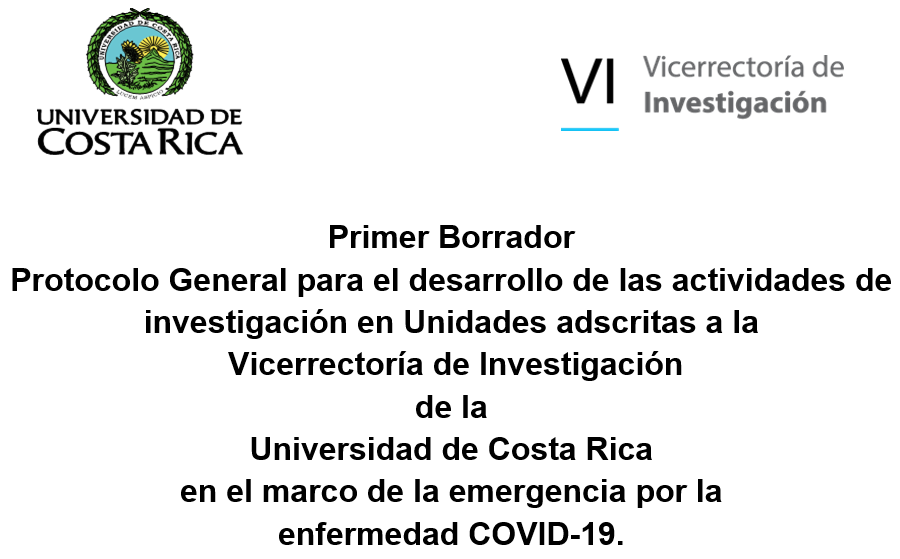 UNIVERSIDAD DE COSTA RICA
LUCEM ASPICIO
UNIVERSIDAD DE
COSTA RICA
VI
Vicerrectoría de
Investigación
Primer Borrador
Protocolo General para el desarrollo de las actividades de
investigación en Unidades adscritas a la
Vicerrectoría de Investigación
de la
Universidad de Costa Rica
en el marco de la emergencia por la
enfermedad COVID-19.